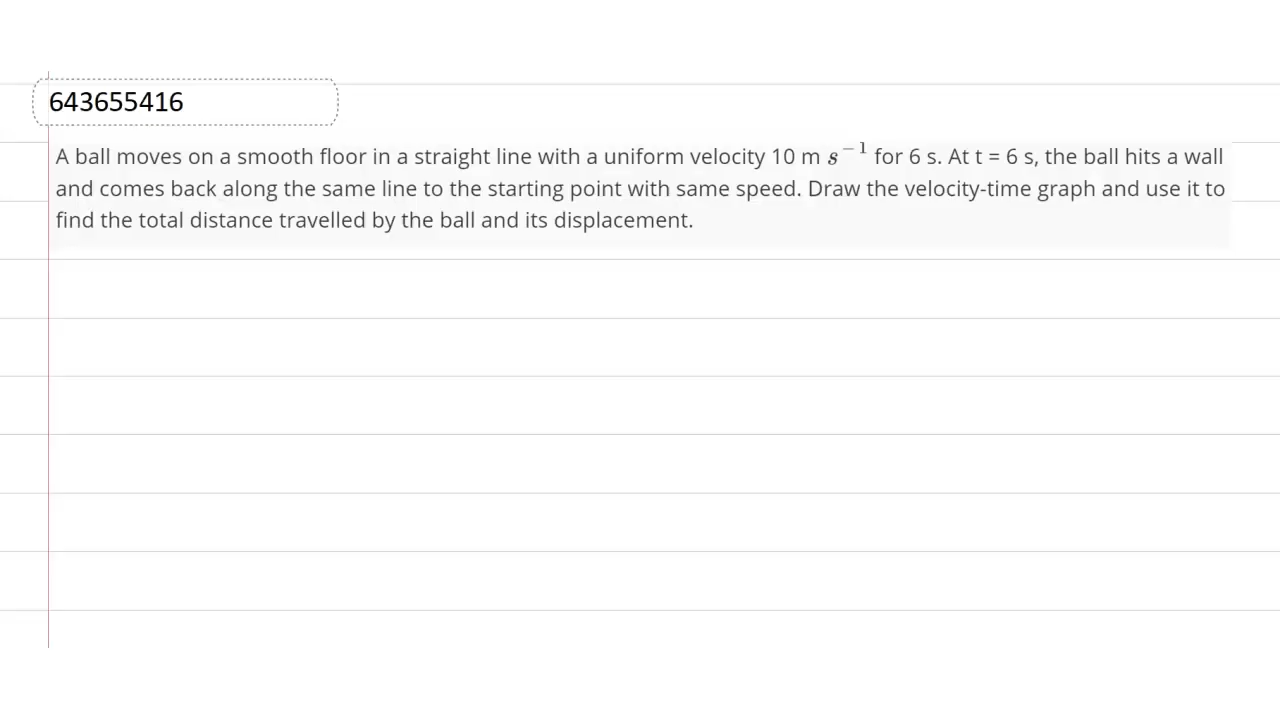 643655416
A ball moves on a smooth floor in a straight line with a uniform velocity 10 m s⁻¹ for 6 s. At t = 6 s, the ball hits a wall
and comes back along the same line to the starting point with same speed. Draw the velocity-time graph and use it to
find the total distance travelled by the ball and its displacement.